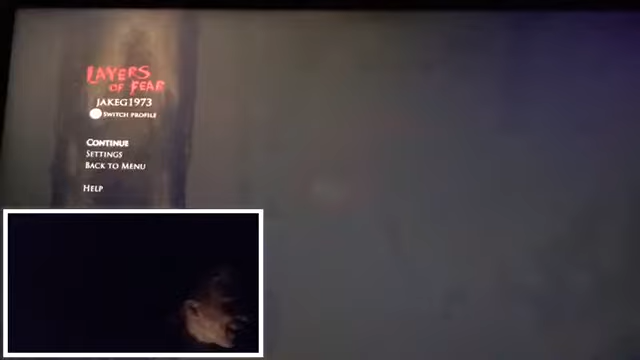 LAYERS
OF FEAR
JAKEG1973
SWITCH PROFILE
CONTINUE
SETTINGS
BACK TO MENU
HELP